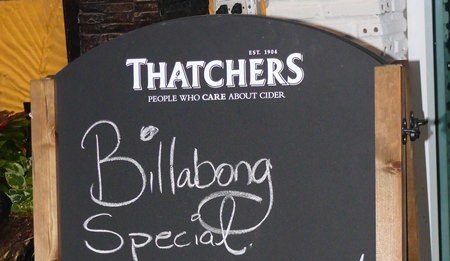 EST. 1904
THATCHERS
PEOPLE WHO CARE ABOUT CIDER
Billabong
Special.